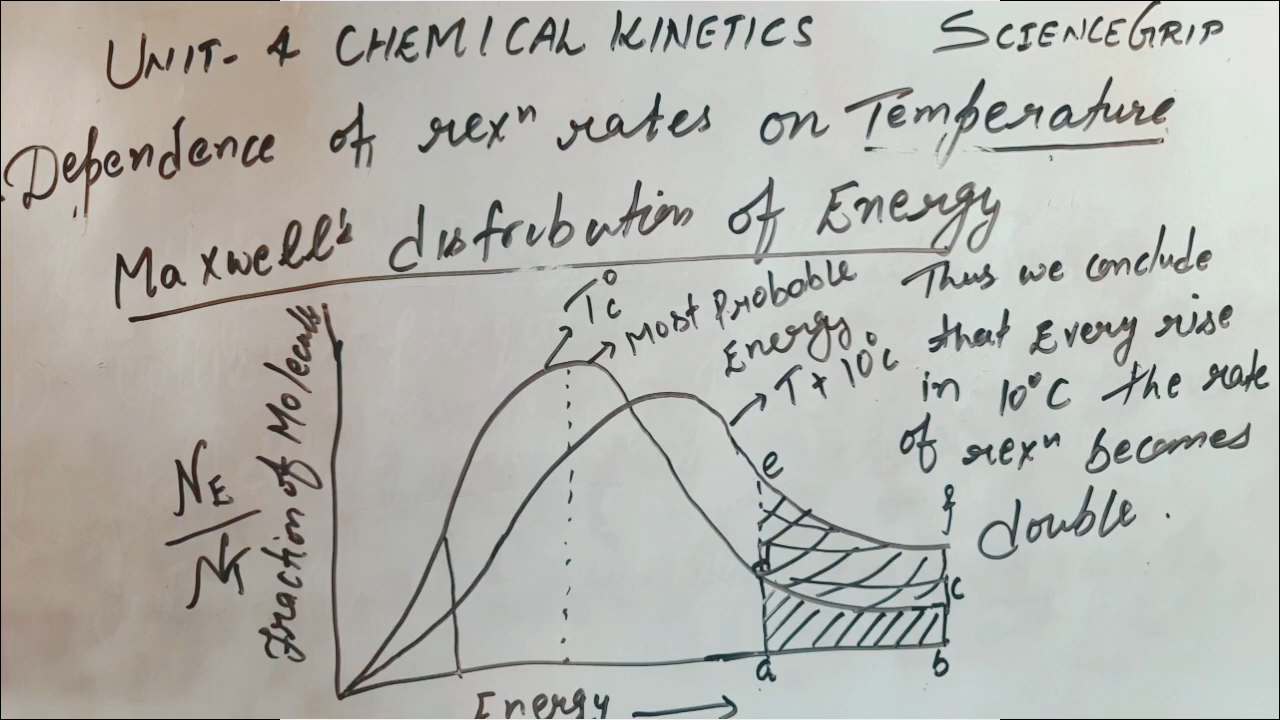 UNIT- 4 CHEMICAL KINETICS SCIENCEGRIP
Dependence of rexⁿ rates on Temperature
Maxwell's distribution of Energy
T°c
Most Probable
Energy
T + 10°c
Thus we conclude
that Every rise
in 10°C the rate
of rexⁿ becomes
double.
N_E
N_T
Fraction of Molecules
e
f
d
c
a
b
Energy